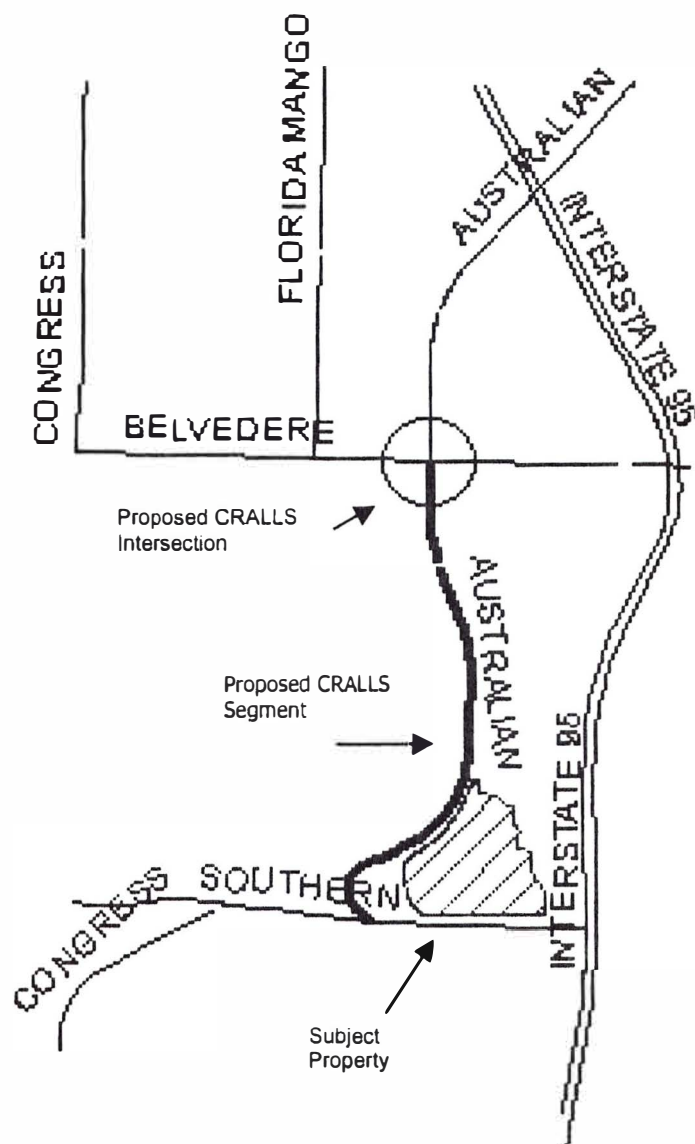 FLORIDA MANGO
AUSTRALIAN
INTERSTATE 95
CONGRESS
BELVEDERE
Proposed CRALLS
Intersection
AUSTRALIAN
Proposed CRALLS
Segment
INTERSTATE 95
SOUTHERN
CONGRESS
Subject
Property